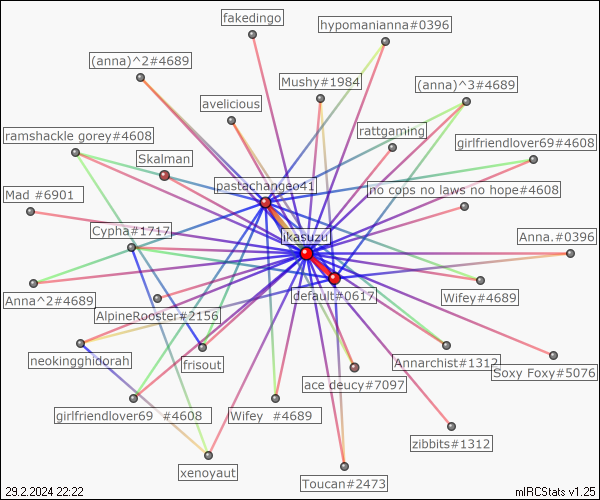 fakedingo
hypomanianna#0396
(anna)^2#4689
Mushy#1984
(anna)^3#4689
avelicious
rattgaming
ramshackle gorey#4608
girlfriendlover69#4608
Skalman
pastachangeo41
no cops no laws no hope#4608
Mad #6901
Cypha#1717
ikasuzu
Anna.#0396
default#0617
Wifey#4689
Anna^2#4689
AlpineRooster#2156
neokingghidorah
frisout
Annarchist#1312
Soxy Foxy#5076
ace deucy#7097
girlfriendlover69 #4608
Wifey #4689
zibbits#1312
xenoyaut
Toucan#2473
29.2.2024 22:22
mIRCStats v1.25